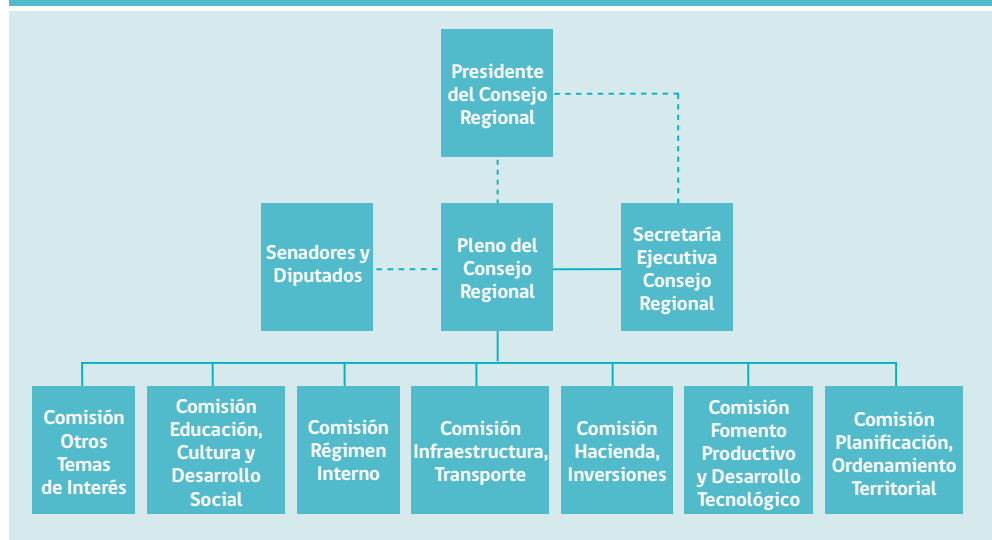 Presidente
del Consejo
Regional
Senadores y
Diputados
Pleno del
Consejo
Regional
Secretaría
Ejecutiva
Consejo
Regional
Comisión
Otros
Temas
de Interés
Comisión
Educación,
Cultura y
Desarrollo
Social
Comisión
Régimen
Interno
Comisión
Infraestructura,
Transporte
Comisión
Hacienda,
Inversiones
Comisión
Fomento
Productivo
y Desarrollo
Tecnológico
Comisión
Planificación,
Ordenamiento
Territorial